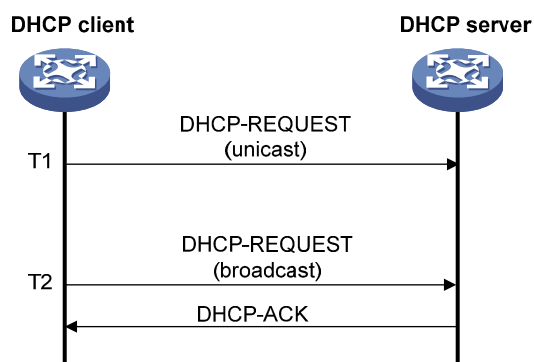 DHCP client
DHCP server
DHCP-REQUEST
(unicast)
T1
DHCP-REQUEST
(broadcast)
T2
DHCP-ACK